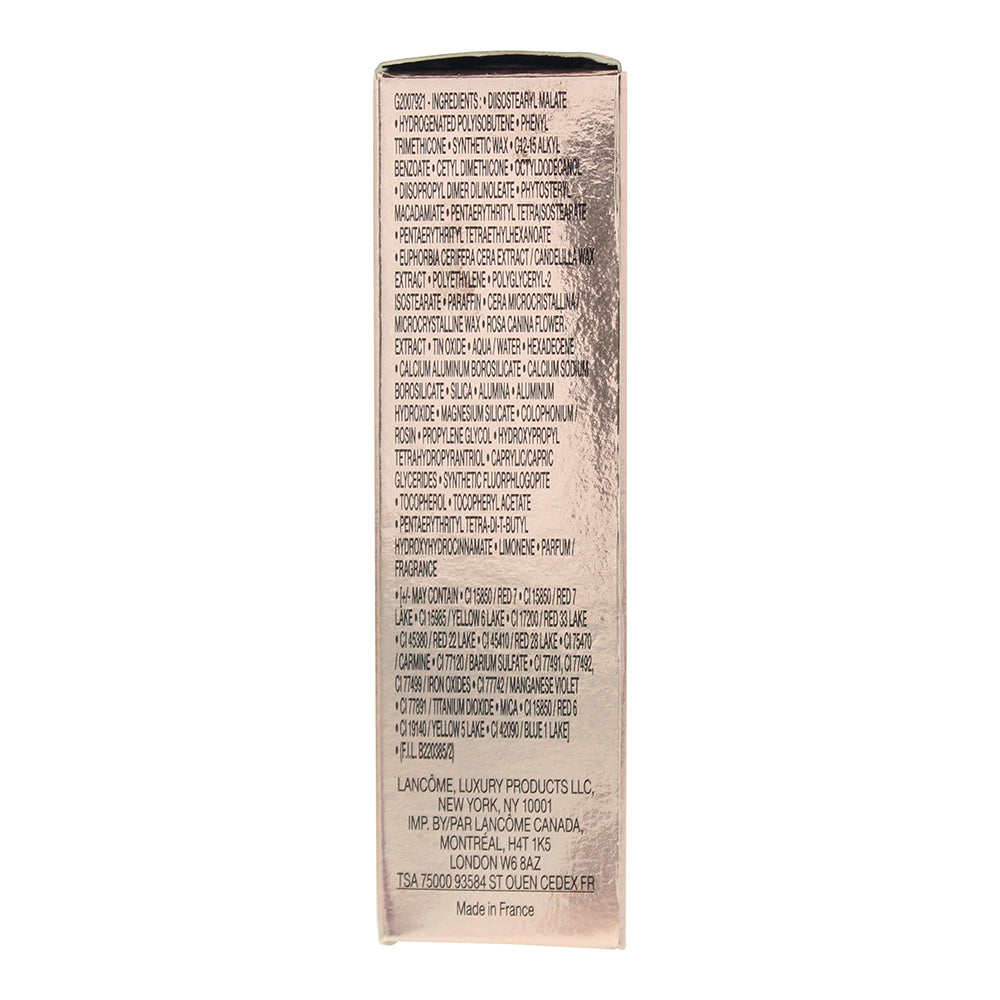 G2007921 - INGREDIENTS : • DIISOSTEARYL MALATE
• HYDROGENATED POLYISOBUTENE • PHENYL
TRIMETHICONE • SYNTHETIC WAX • C12-15 ALKYL
BENZOATE • CETYL DIMETHICONE • OCTYLDODECANOL
• DIISOPROPYL DIMER DILINOLEATE • PHYTOSTERYL
MACADAMIATE • PENTAERYTHRITYL TETRAISOSTEARATE
• PENTAERYTHRITYL TETRAETHYLHEXANOATE
• EUPHORBIA CERIFERA CERA EXTRACT / CANDELILLA WAX
EXTRACT • POLYETHYLENE • POLYGLYCERYL-2
ISOSTEARATE • PARAFFIN • CERA MICROCRISTALLINA /
MICROCRYSTALLINE WAX • ROSA CANINA FLOWER
EXTRACT • TIN OXIDE • AQUA / WATER • HEXADECENE
• CALCIUM ALUMINUM BOROSILICATE • CALCIUM SODIUM
BOROSILICATE • SILICA • ALUMINA • ALUMINUM
HYDROXIDE • MAGNESIUM SILICATE • COLOPHONIUM /
ROSIN • PROPYLENE GLYCOL • HYDROXYPROPYL
TETRAHYDROPYRANTRIOL • CAPRYLIC/CAPRIC
GLYCERIDES • SYNTHETIC FLUORPHLOGOPITE
• TOCOPHEROL • TOCOPHERYL ACETATE
• PENTAERYTHRITYL TETRA-DI-T-BUTYL
HYDROXYHYDROCINNAMATE • LIMONENE • PARFUM /
FRAGRANCE
• [+/- MAY CONTAIN • CI 15850 / RED 7 • CI 15850 / RED 7
LAKE • CI 15985 / YELLOW 6 LAKE • CI 17200 / RED 33 LAKE
• CI 45380 / RED 22 LAKE • CI 45410 / RED 28 LAKE • CI 75470
/ CARMINE • CI 77120 / BARIUM SULFATE • CI 77491, CI 77492,
CI 77499 / IRON OXIDES • CI 77742 / MANGANESE VIOLET
• CI 77891 / TITANIUM DIOXIDE • MICA • CI 15850 / RED 6
• CI 19140 / YELLOW 5 LAKE • CI 42090 / BLUE 1 LAKE]
• (F.I.L. B220385/2)
LANCÔME, LUXURY PRODUCTS LLC,
NEW YORK, NY 10001
IMP. BY/PAR LANCÔME CANADA,
MONTRÉAL, H4T 1K5
LONDON W6 8AZ
TSA 75000 93584 ST OUEN CEDEX FR
Made in France